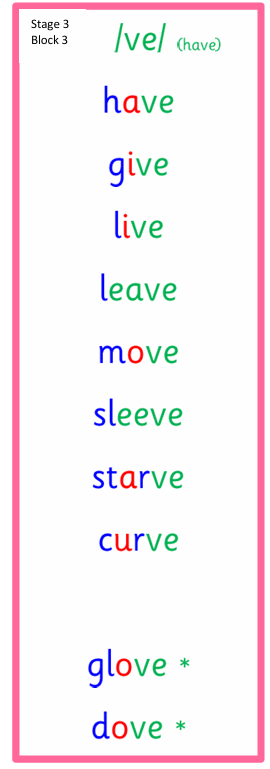 Stage 3
Block 3
/ve/ (have)
have
give
live
leave
move
sleeve
starve
curve
glove *
dove *